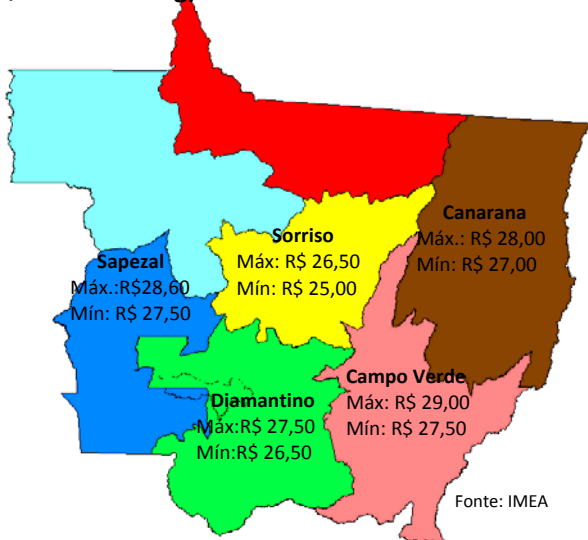 Sorriso
Máx: R$ 26,50
Mín: R$ 25,00
Canarana
Máx.: R$ 28,00
Mín: R$ 27,00
Sapezal
Máx.:R$28,60
Mín: R$ 27,50
Diamantino
Máx:R$ 27,50
Mín:R$ 26,50
Campo Verde
Máx: R$ 29,00
Mín: R$ 27,50
Fonte: IMEA